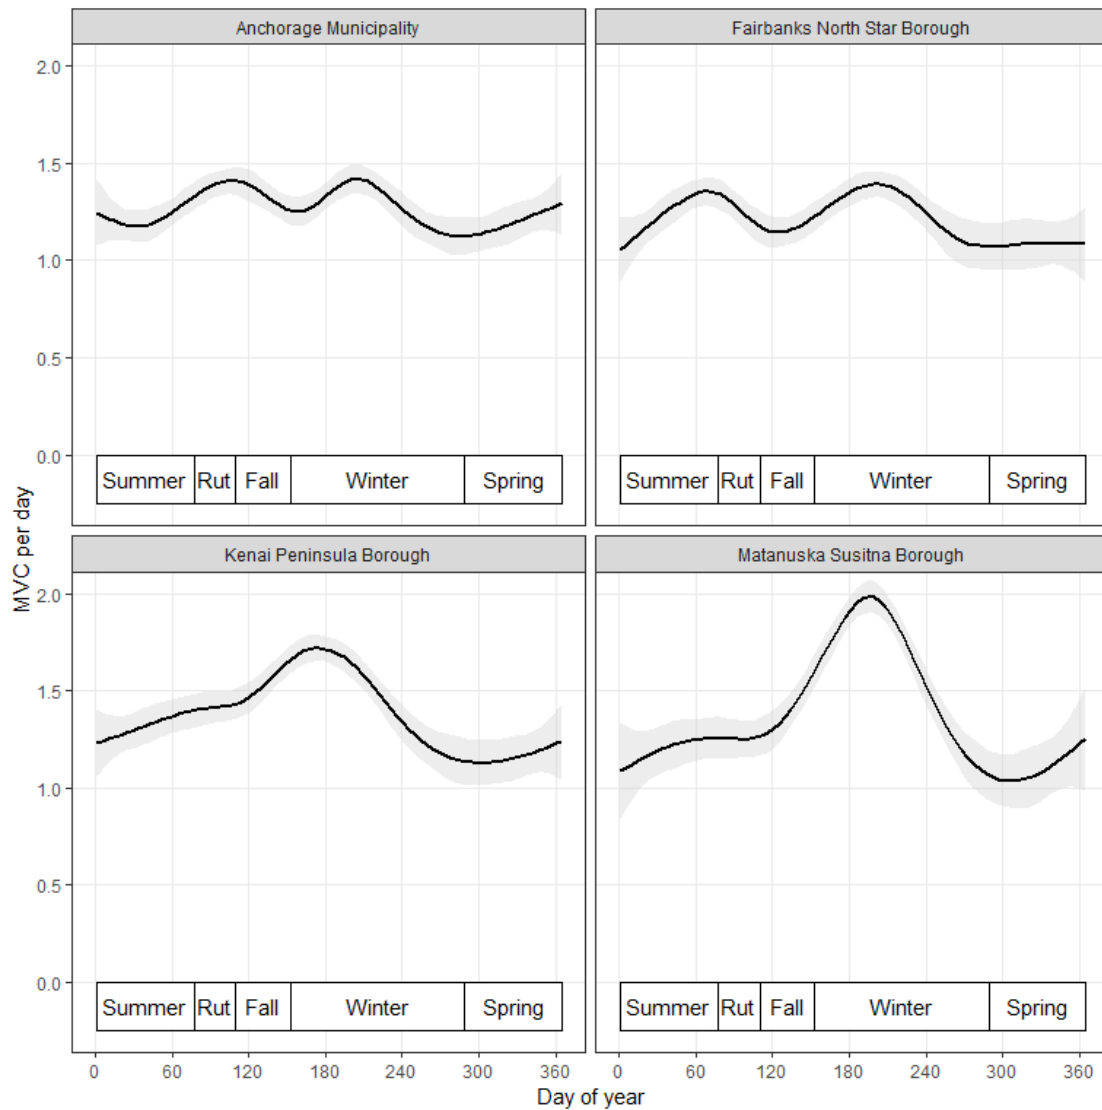 Anchorage Municipality
Fairbanks North Star Borough
2.0
1.5
1.0
0.5
0.0
Summer Rut Fall Winter Spring
Summer Rut Fall Winter Spring
MVC per day
Kenai Peninsula Borough
Matanuska Susitna Borough
2.0
1.5
1.0
0.5
0.0
Summer Rut Fall Winter Spring
Summer Rut Fall Winter Spring
0 60 120 180 240 300 360
0 60 120 180 240 300 360
Day of year